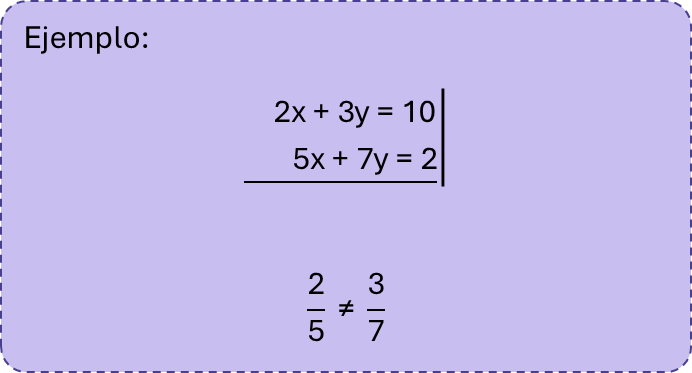 Ejemplo:
2x + 3y = 10
5x + 7y = 2
2/5 ≠ 3/7